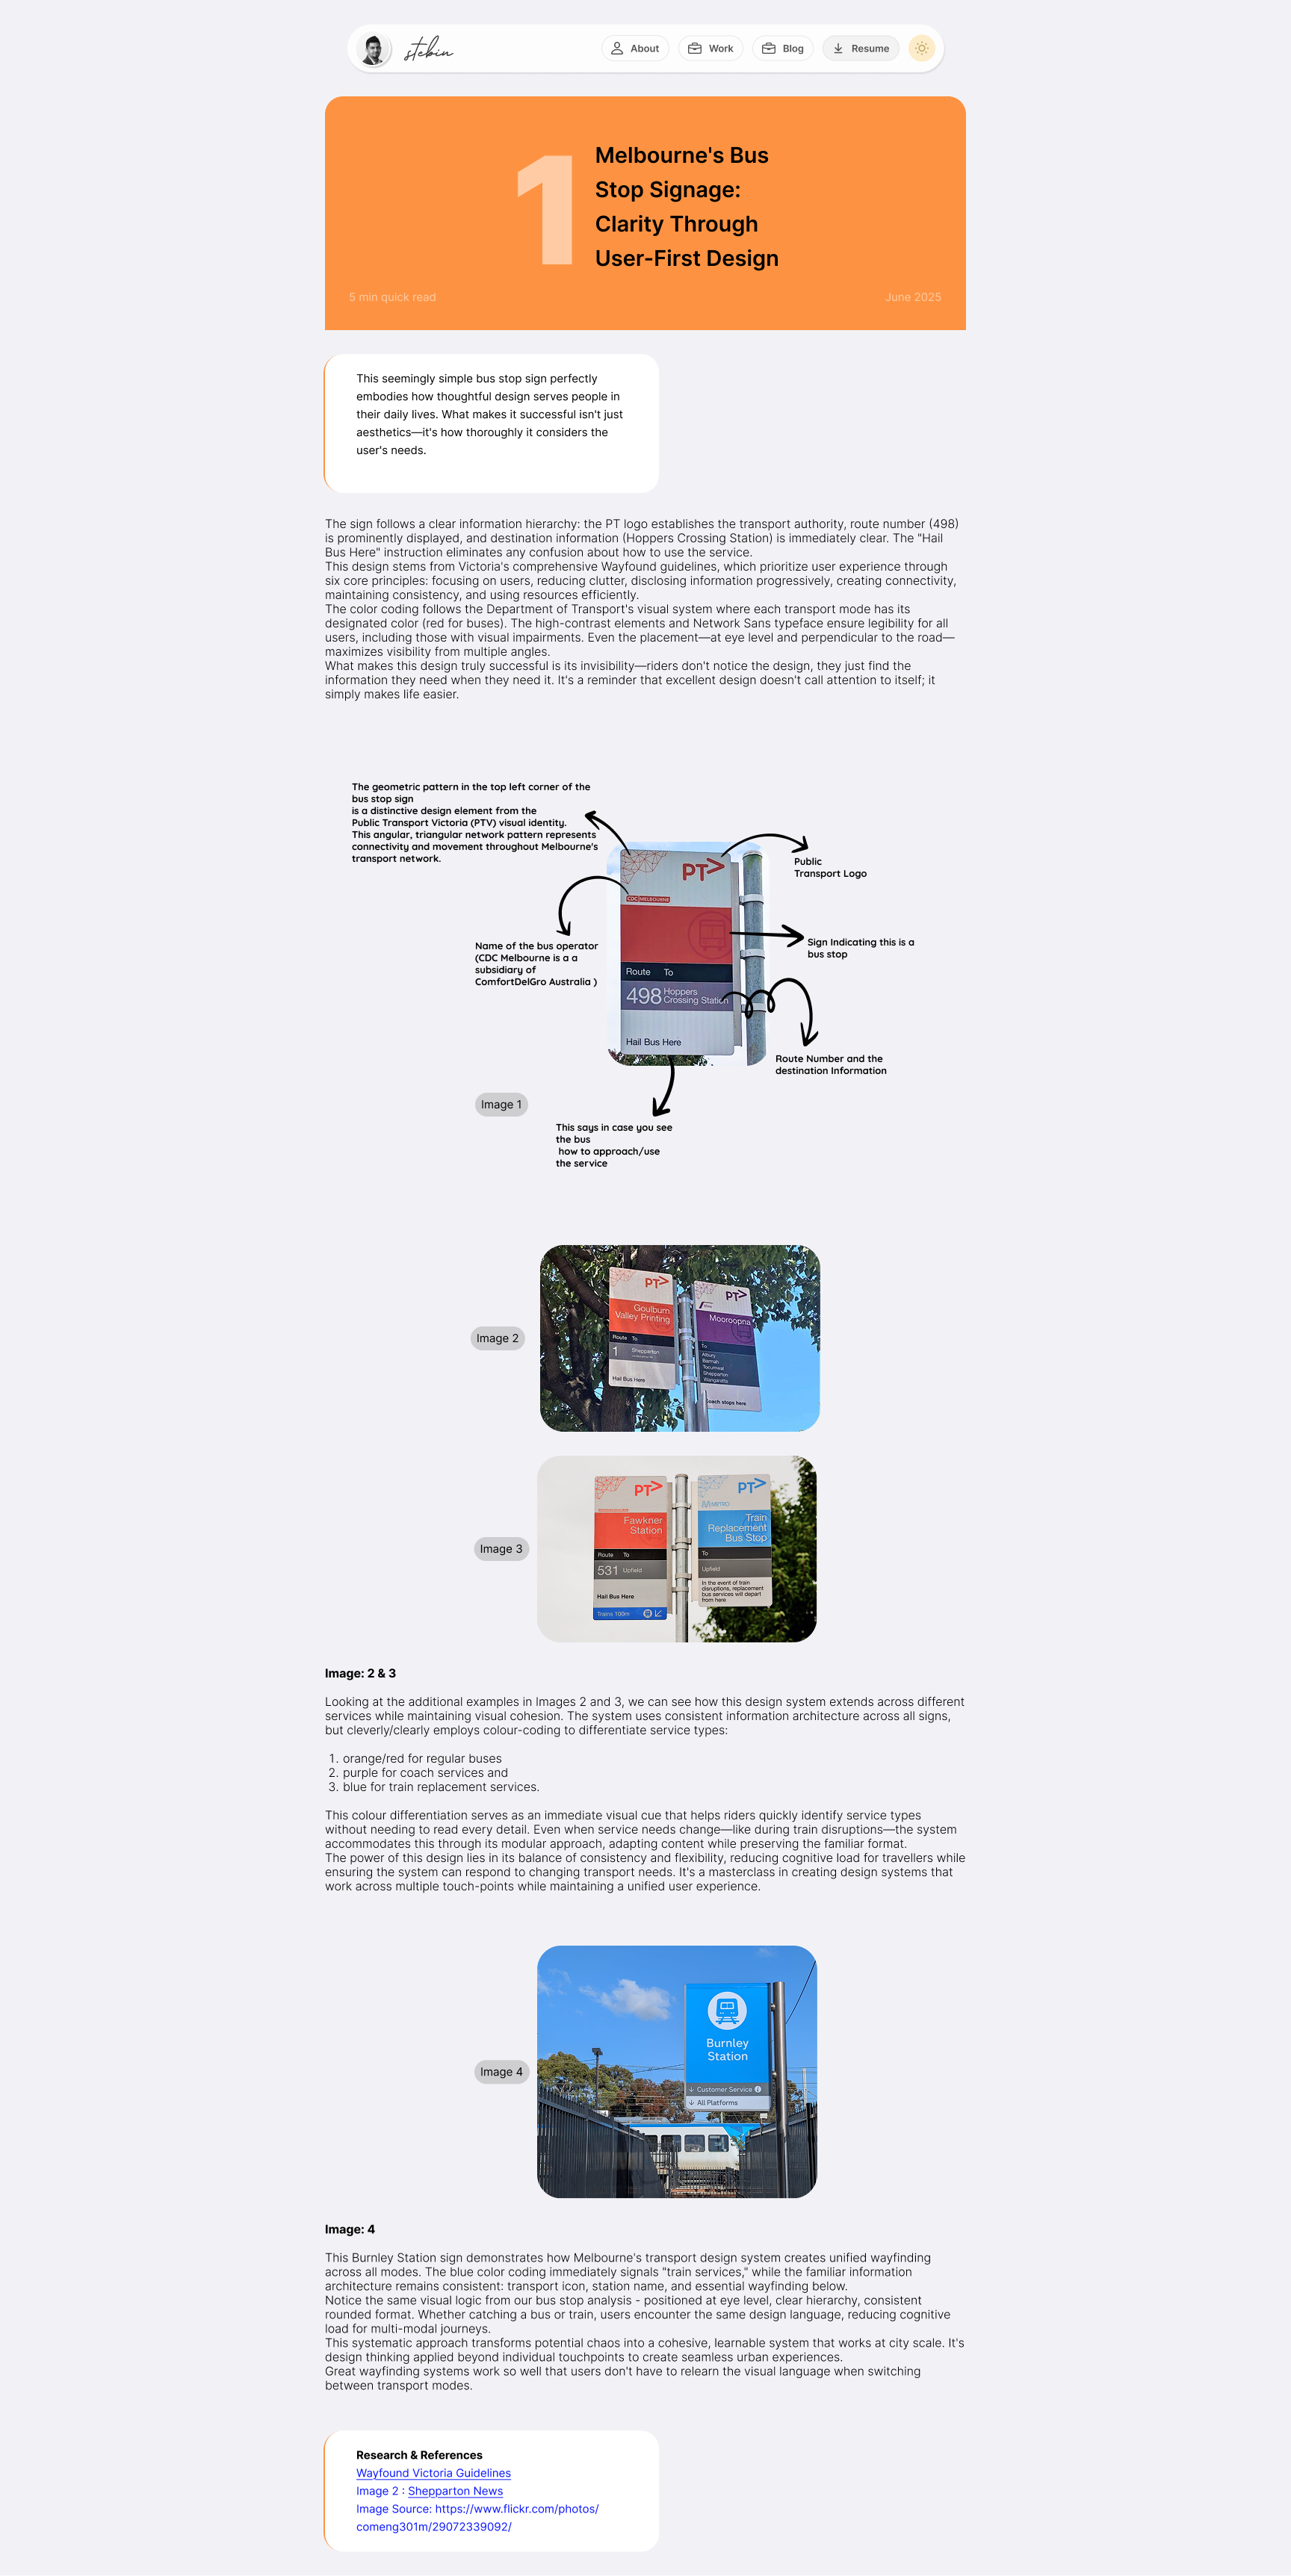 stebin
About
Work
Blog
Resume
1
Melbourne's Bus
Stop Signage:
Clarity Through
User-First Design
5 min quick read
June 2025
This seemingly simple bus stop sign perfectly
embodies how thoughtful design serves people in
their daily lives. What makes it successful isn't just
aesthetics—it's how thoroughly it considers the
user's needs.
The sign follows a clear information hierarchy: the PT logo establishes the transport authority, route number (498)
is prominently displayed, and destination information (Hoppers Crossing Station) is immediately clear. The "Hail
Bus Here" instruction eliminates any confusion about how to use the service.
This design stems from Victoria's comprehensive Wayfound guidelines, which prioritize user experience through
six core principles: focusing on users, reducing clutter, disclosing information progressively, creating connectivity,
maintaining consistency, and using resources efficiently.
The color coding follows the Department of Transport's visual system where each transport mode has its
designated color (red for buses). The high-contrast elements and Network Sans typeface ensure legibility for all
users, including those with visual impairments. Even the placement—at eye level and perpendicular to the road—
maximizes visibility from multiple angles.
What makes this design truly successful is its invisibility—riders don't notice the design, they just find the
information they need when they need it. It's a reminder that excellent design doesn't call attention to itself; it
simply makes life easier.
The geometric pattern in the top left corner of the
bus stop sign
is a distinctive design element from the
Public Transport Victoria (PTV) visual identity.
This angular, triangular network pattern represents
connectivity and movement throughout Melbourne's
transport network.
Public
Transport Logo
PT
CDC MELBOURNE
Name of the bus operator
(CDC Melbourne is a a
subsidiary of
ComfortDelGro Australia )
Sign Indicating this is a
bus stop
Route To
498 Hoppers
Crossing Station
Hail Bus Here
Route Number and the
destination Information
Image 1
This says in case you see
the bus
how to approach/use
the service
Image 2
PT
Goulburn
Valley Printing
Route To
1 Shepparton
Hail Bus Here
PT
Mooroopna
To
Albury
Barmah
Tocumwal
Shepparton
Wangaratta
Coach stops here
Image 3
PT
Fawkner
Station
Route To
531 Upfield
Hail Bus Here
Trains 100m
PT
METRO
Train
Replacement
Bus Stop
To
Upfield
In the event of train
disruptions, replacement
bus services will depart
from here
Image: 2 & 3
Looking at the additional examples in Images 2 and 3, we can see how this design system extends across different
services while maintaining visual cohesion. The system uses consistent information architecture across all signs,
but cleverly/clearly employs colour-coding to differentiate service types:
1. orange/red for regular buses
2. purple for coach services and
3. blue for train replacement services.
This colour differentiation serves as an immediate visual cue that helps riders quickly identify service types
without needing to read every detail. Even when service needs change—like during train disruptions—the system
accommodates this through its modular approach, adapting content while preserving the familiar format.
The power of this design lies in its balance of consistency and flexibility, reducing cognitive load for travellers while
ensuring the system can respond to changing transport needs. It's a masterclass in creating design systems that
work across multiple touch-points while maintaining a unified user experience.
Image 4
Burnley
Station
Customer Service
All Platforms
Image: 4
This Burnley Station sign demonstrates how Melbourne's transport design system creates unified wayfinding
across all modes. The blue color coding immediately signals "train services," while the familiar information
architecture remains consistent: transport icon, station name, and essential wayfinding below.
Notice the same visual logic from our bus stop analysis - positioned at eye level, clear hierarchy, consistent
rounded format. Whether catching a bus or train, users encounter the same design language, reducing cognitive
load for multi-modal journeys.
This systematic approach transforms potential chaos into a cohesive, learnable system that works at city scale. It's
design thinking applied beyond individual touchpoints to create seamless urban experiences.
Great wayfinding systems work so well that users don't have to relearn the visual language when switching
between transport modes.
Research & References
Wayfound Victoria Guidelines
Image 2 : Shepparton News
Image Source: https://www.flickr.com/photos/
comeng301m/29072339092/